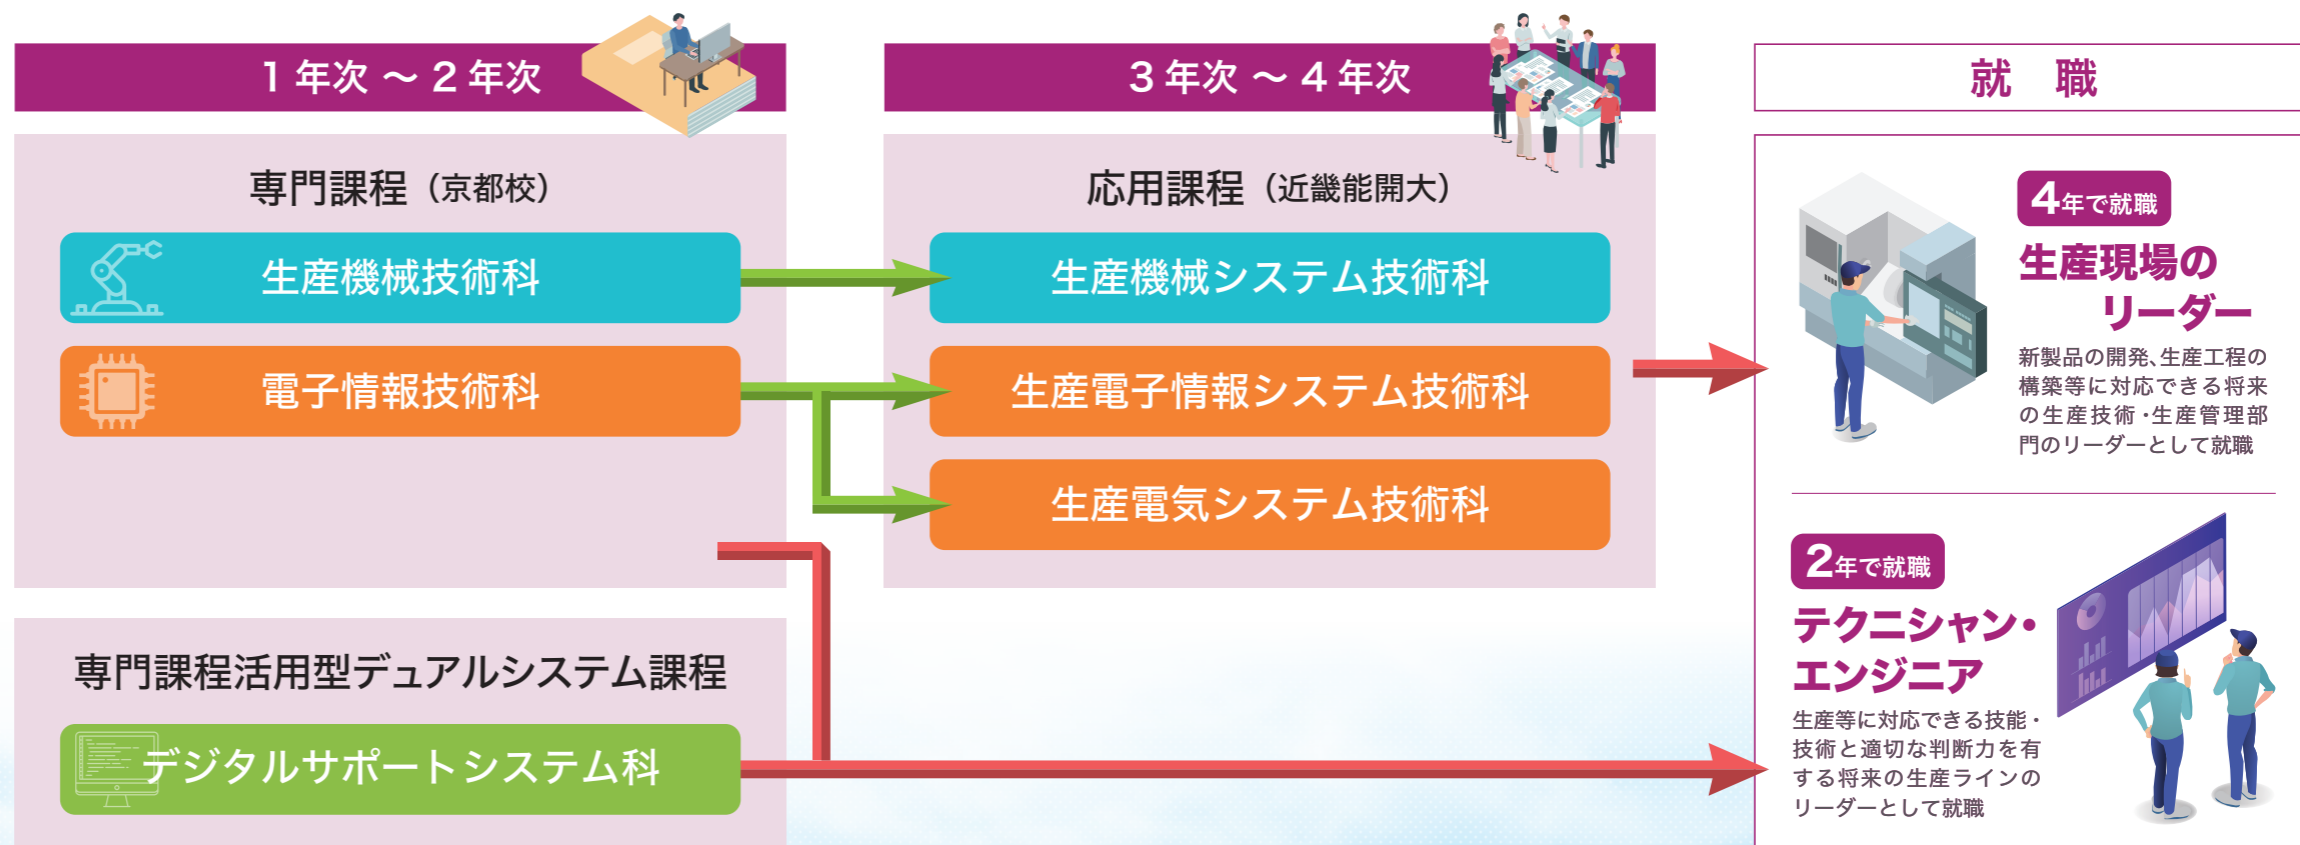 1 年次 ～ 2 年次
3 年次 ～ 4 年次
就　職
専門課程（京都校）
生産機械技術科
電子情報技術科
応用課程（近畿能開大）
生産機械システム技術科
生産電子情報システム技術科
生産電気システム技術科
専門課程活用型デュアルシステム課程
デジタルサポートシステム科
4年で就職
生産現場の
リーダー
新製品の開発、生産工程の
構築等に対応できる将来
の生産技術・生産管理部
門のリーダーとして就職
2年で就職
テクニシャン・
エンジニア
生産等に対応できる技能・
技術と適切な判断力を有
する将来の生産ラインの
リーダーとして就職